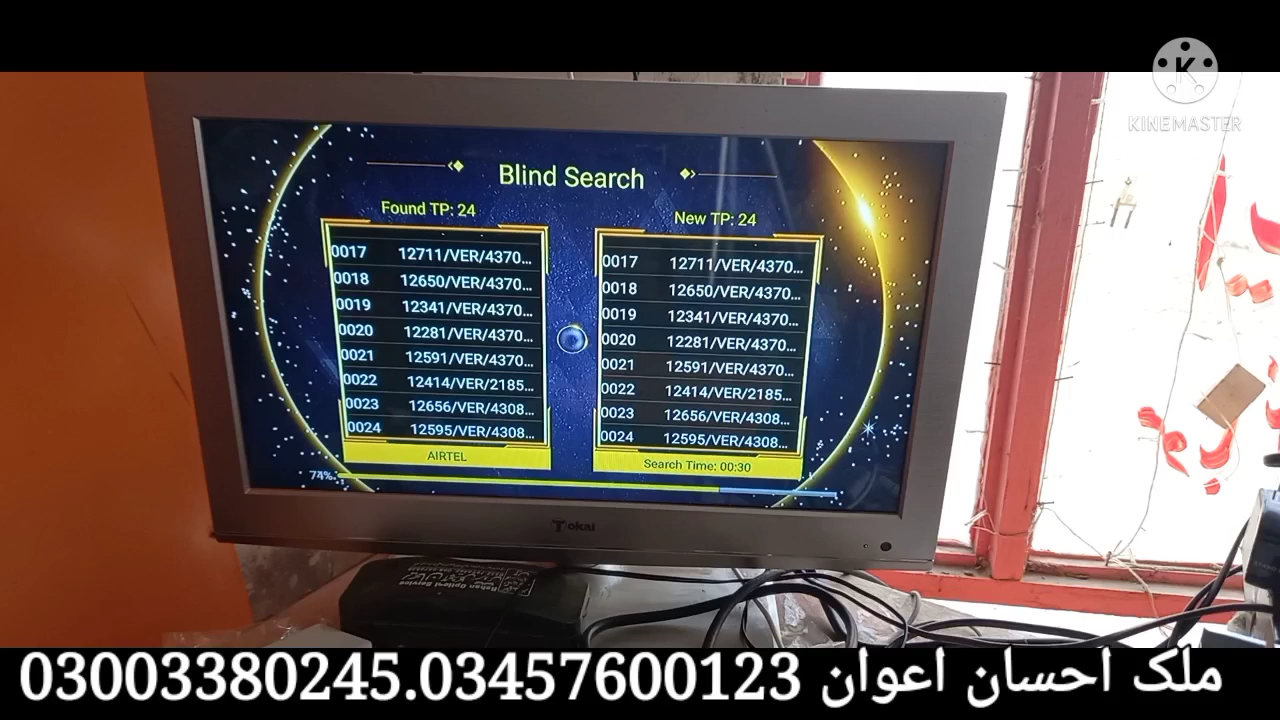 KINEMASTER
Blind Search
Found TP: 24
New TP: 24
0017 12711/VER/4370...
0018 12650/VER/4370...
0019 12341/VER/4370...
0020 12281/VER/4370...
0021 12591/VER/4370...
0022 12414/VER/2185...
0023 12656/VER/4308...
0024 12595/VER/4308...
0017 12711/VER/4370...
0018 12650/VER/4370...
0019 12341/VER/4370...
0020 12281/VER/4370...
0021 12591/VER/4370...
0022 12414/VER/2185...
0023 12656/VER/4308...
0024 12595/VER/4308...
AIRTEL
Search Time: 00:30
74%
Tokai
Rehan Optical Service
ملک احسان اعوان 03003380245.03457600123